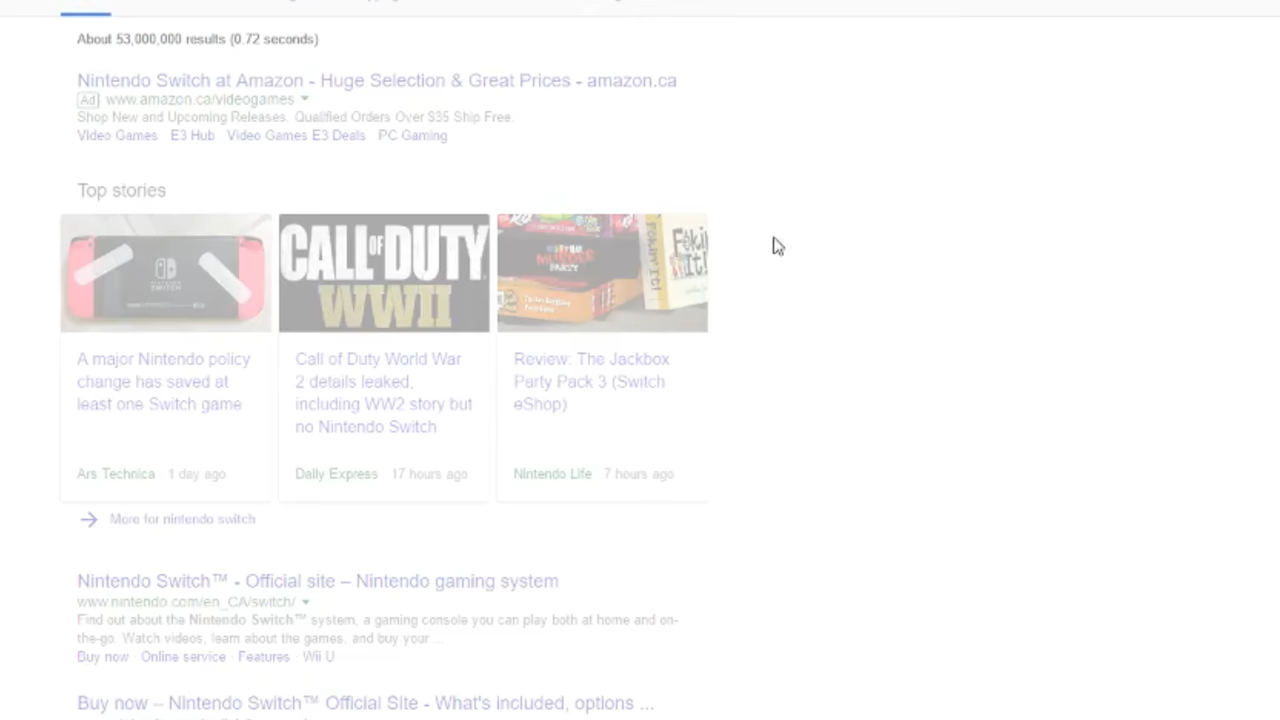 About 53,000,000 results (0.72 seconds)
Nintendo Switch at Amazon - Huge Selection & Great Prices - amazon.ca
Ad www.amazon.ca/videogames
Shop New and Upcoming Releases. Qualified Orders Over $35 Ship Free.
Video Games E3 Hub Video Games E3 Deals PC Gaming
Top stories
NINTENDO
SWITCH
CALL OF DUTY
WWII
MURDER
PARTY
A major Nintendo policy
change has saved at
least one Switch game
Ars Technica 1 day ago
Call of Duty World War
2 details leaked,
including WW2 story but
no Nintendo Switch
Daily Express 17 hours ago
Review: The Jackbox
Party Pack 3 (Switch
eShop)
Nintendo Life 7 hours ago
More for nintendo switch
Nintendo Switch™ - Official site – Nintendo gaming system
www.nintendo.com/en_CA/switch/
Find out about the Nintendo Switch™ system, a gaming console you can play both at home and on-
the-go. Watch videos, learn about the games, and buy your ...
Buy now · Online service · Features · Wii U
Buy now – Nintendo Switch™ Official Site - What's included, options ...